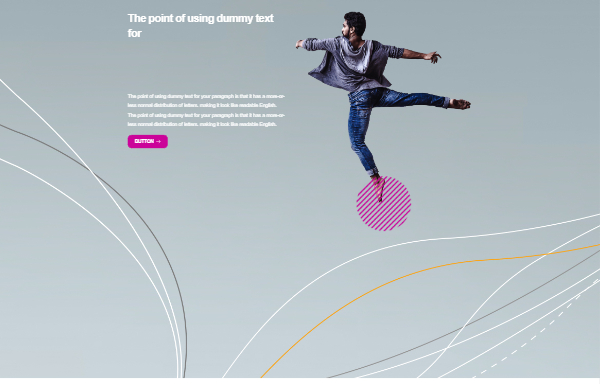 The point of using dummy text
for
The point of using dummy text for your paragraph is that it has a more-or-
less normal distribution of letters. making it look like readable English.
The point of using dummy text for your paragraph is that it has a more-or-
less normal distribution of letters. making it look like readable English.
BUTTON →